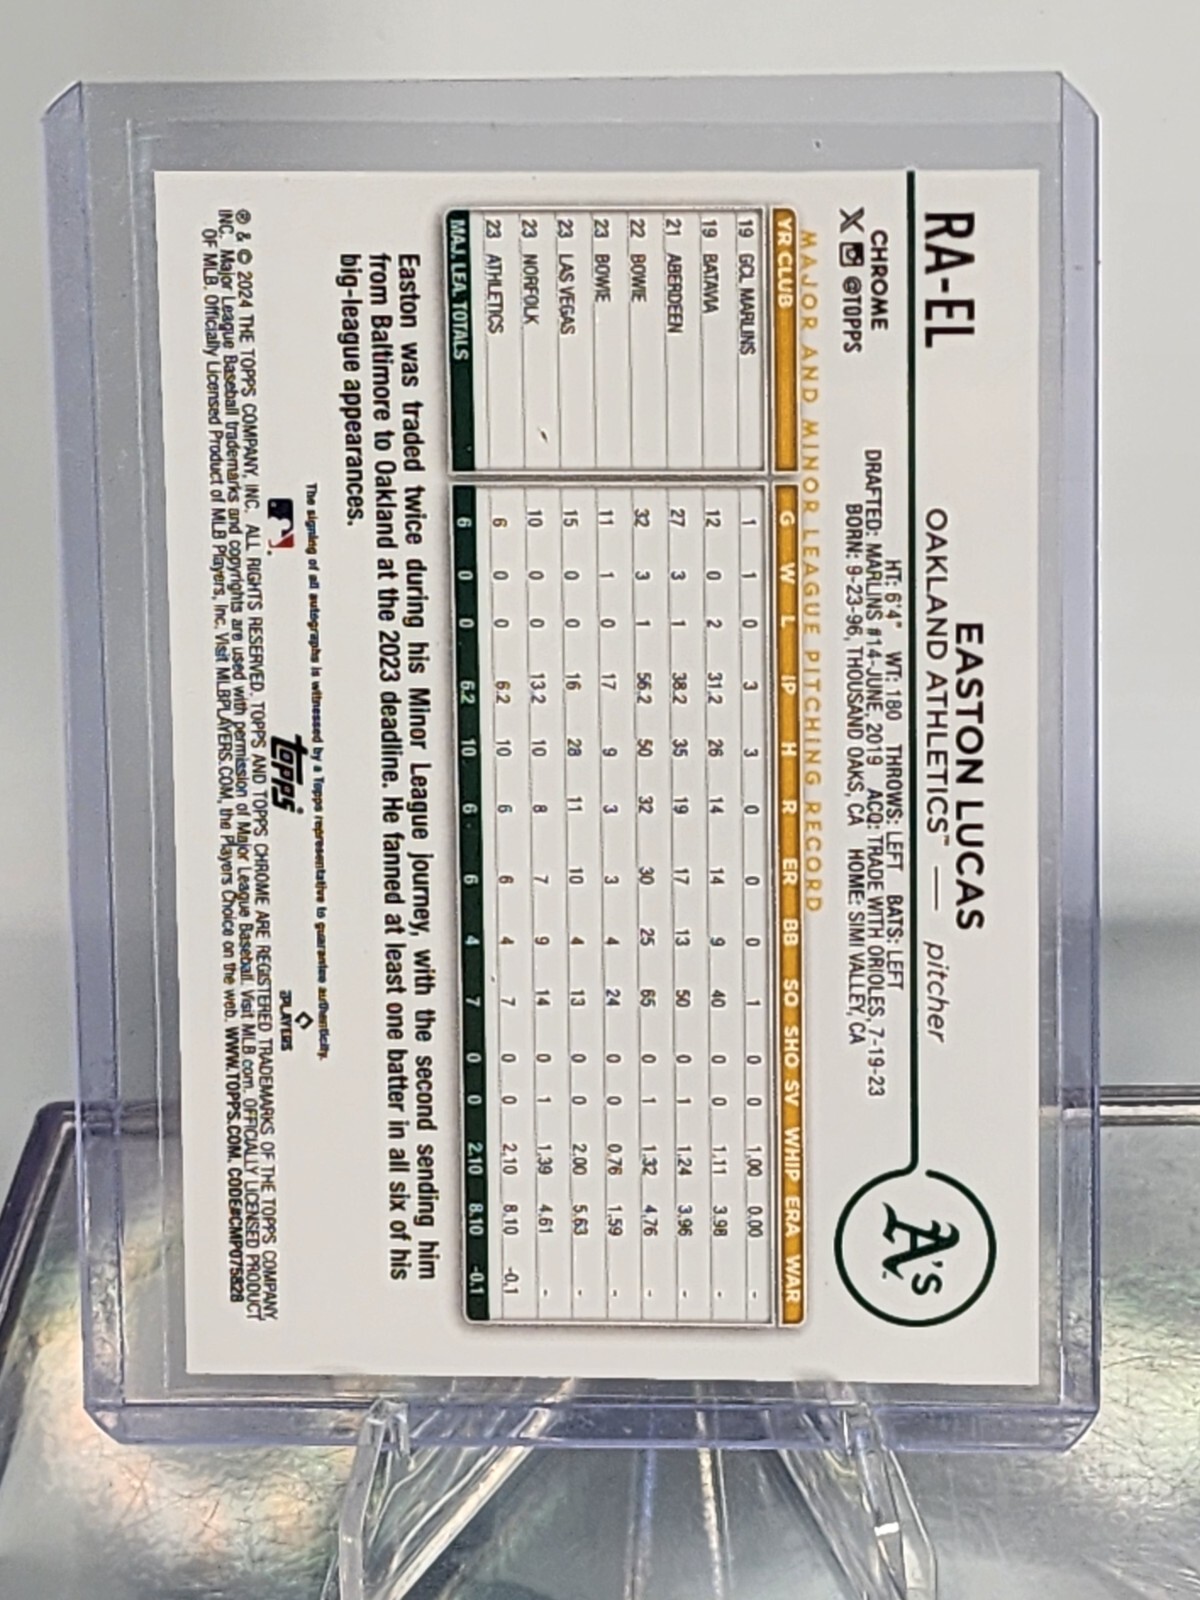 RA-EL
EASTON LUCAS
OAKLAND ATHLETICS™ — pitcher
A's
CHROME
X @TOPPS
HT: 6'4" WT: 180 THROWS: LEFT BATS: LEFT
DRAFTED: MARLINS #14-JUNE, 2019 ACQ: TRADE WITH ORIOLES, 7-19-23
BORN: 9-23-96, THOUSAND OAKS, CA HOME: SIMI VALLEY, CA
MAJOR AND MINOR LEAGUE PITCHING RECORD
YR CLUB G W L IP H R ER BB SO SHO SV WHIP ERA WAR
19 GCL MARLINS 1 1 0 3 3 0 0 0 1 0 0 1.00 0.00 -
19 BATAVIA 12 0 2 31.2 26 14 14 9 40 0 0 1.11 3.98 -
21 ABERDEEN 27 3 1 38.2 35 19 17 13 50 0 1 1.24 3.96 -
22 BOWIE 32 3 1 56.2 50 32 30 25 65 0 1 1.32 4.76 -
23 BOWIE 11 1 0 17 9 3 3 4 24 0 0 0.76 1.59 -
23 LAS VEGAS 15 0 0 16 28 11 10 4 13 0 0 2.00 5.63 -
23 NORFOLK 10 0 0 13.2 10 8 7 9 14 0 1 1.39 4.61 -
23 ATHLETICS 6 0 0 6.2 10 6 6 4 7 0 0 2.10 8.10 -0.1
MAJ. LEA. TOTALS 6 0 0 6.2 10 6 6 4 7 0 0 2.10 8.10 -0.1
Easton was traded twice during his Minor League journey, with the second sending him
from Baltimore to Oakland at the 2023 deadline. He fanned at least one batter in all six of his
big-league appearances.
The signing of all autographs is witnessed by a Topps representative to guarantee authenticity.
topps
PLAYERS
® & © 2024 THE TOPPS COMPANY, INC. ALL RIGHTS RESERVED. TOPPS AND TOPPS CHROME ARE REGISTERED TRADEMARKS OF THE TOPPS COMPANY,
INC. Major League Baseball trademarks and copyrights are used with permission of Major League Baseball. Visit MLB.com. OFFICIALLY LICENSED PRODUCT
OF MLB. Officially Licensed Product of MLB Players, Inc. Visit MLBPLAYERS.COM, the Players Choice on the web. WWW.TOPPS.COM. CODE#CMP075828